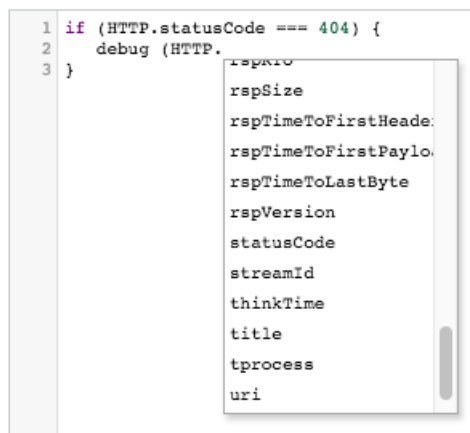 1 if (HTTP.statusCode === 404) {
2 debug (HTTP.
3 }
rspSize
rspTimeToFirstHeade
rspTimeToFirstPaylo
rspTimeToLastByte
rspVersion
statusCode
streamId
thinkTime
title
tprocess
uri